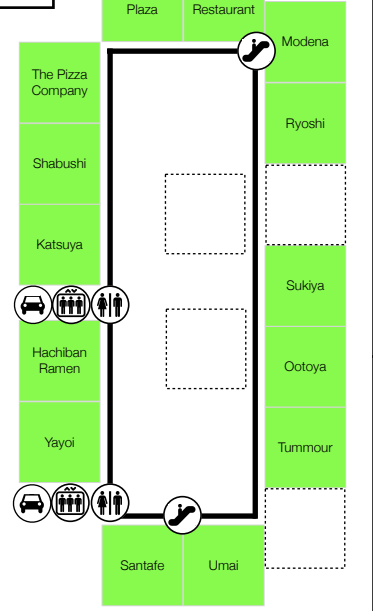 Plaza
Restaurant
Modena
The Pizza
Company
Ryoshi
Shabushi
Katsuya
Sukiya
Hachiban
Ramen
Ootoya
Yayoi
Tummour
Santafe
Umai